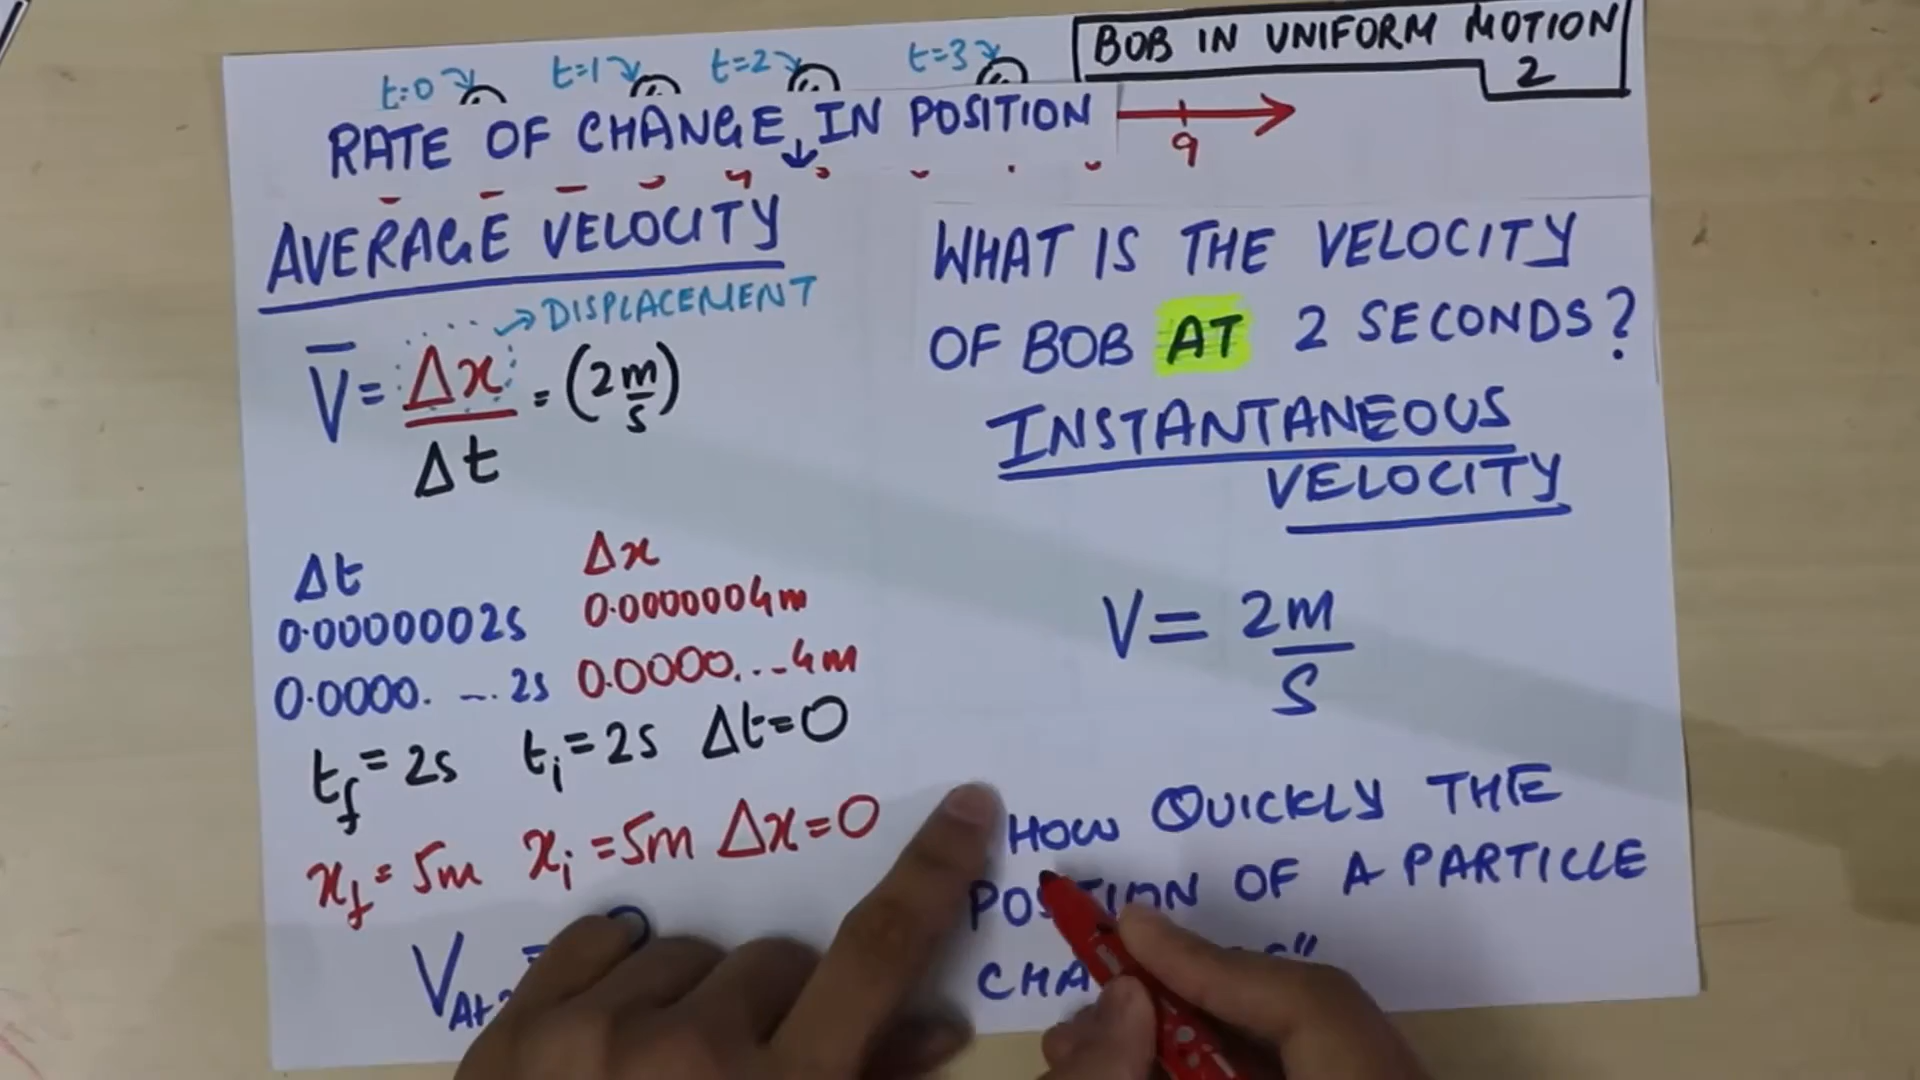 BOB IN UNIFORM MOTION
2
t=0 t=1 t=2 t=3
RATE OF CHANGE IN POSITION
9
AVERAGE VELOCITY
DISPLACEMENT
V̅ = Δx/Δt = (2 m/s)
Δt Δx
0.00000002s 0.0000004m
0.0000. ... 2s 0.0000...4m
tf = 2s ti = 2s Δt=0
xf = 5m xi = 5m Δx=0
VAt
WHAT IS THE VELOCITY
OF BOB AT 2 SECONDS?
INSTANTANEOUS
VELOCITY
V = 2m/S
HOW QUICKLY THE
OF A PARTICLE